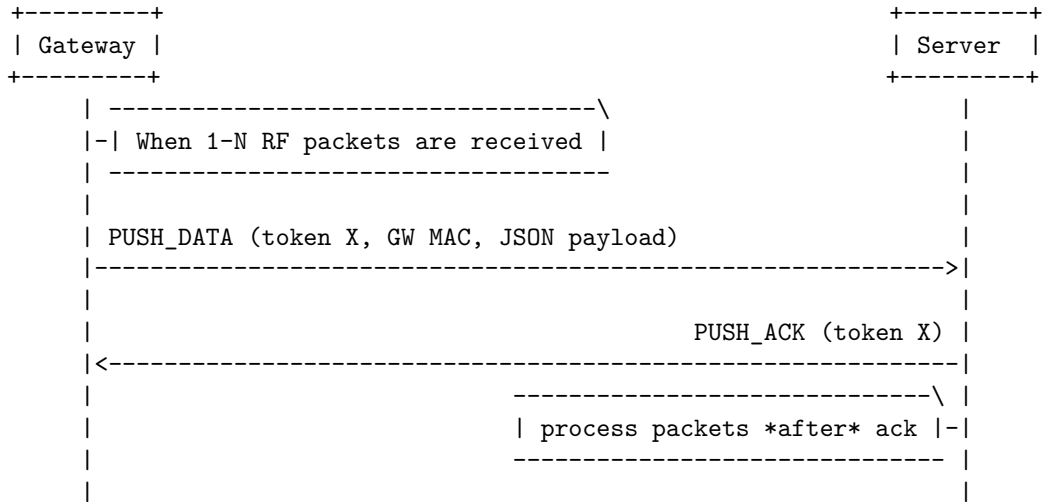 Gateway
Server
When 1-N RF packets are received
PUSH_DATA (token X, GW MAC, JSON payload)
PUSH_ACK (token X)
process packets *after* ack